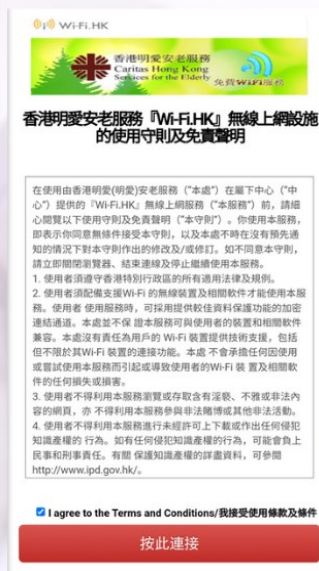 Wi-Fi.HK
香港明愛安老服務
Caritas Hong Kong
Services for the Elderly
免費WiFi服務
香港明愛安老服務『Wi.Fi.HK』無線上網設施
的使用守則及免責聲明
在使用由香港明愛(明愛)安老服務（"本處"）在屬下中心（"中
心"）提供的『Wi-Fi.HK』無線上網服務（"本服務"）前，請細
心閱覽以下使用守則及免責聲明（"本守則"）。你使用本服務，
即表示你同意無條件接受本守則，以及本處不時在沒有預先通
知的情況下對本守則作出的修改及/或修訂。如不同意本守則，
請立即關閉瀏覽器、結束連線及停止繼續使用本服務。
1. 使用者須遵守香港特別行政區的所有適用法律及規例。
2. 使用者須配備支援Wi-Fi 的無線裝置及相關軟件才能使用本服
務。使用者 使用服務時，可採用提供較佳資料保護功能的加密
連結通道。本處並不保 證本服務可與使用者的裝置和相關軟件
兼容。本處沒有責任為用戶的 Wi-Fi 裝置提供技術支援，包括
但不限於其Wi-Fi 裝置的連接功能。本處 不會承擔任何因使用
或嘗試使用本服務而引起或導致使用者的Wi-Fi 裝 置及相關軟
件的任何損失或損害。
3. 使用者不得利用本服務瀏覽或存取含有淫褻、不雅或非法內
容的網頁，亦 不得利用本服務參與非法賭博或其他非法活動。
4. 使用者不得利用本服務進行未經許可上下載或作出任何侵犯
知識產權的 行為。如有任何侵犯知識產權的行為，可能會負上
民事和刑事責任。有關 保護知識產權的詳盡資料，可參閱
http://www.ipd.gov.hk/。
I agree to the Terms and Conditions/我接受使用條款及條件
按此連接